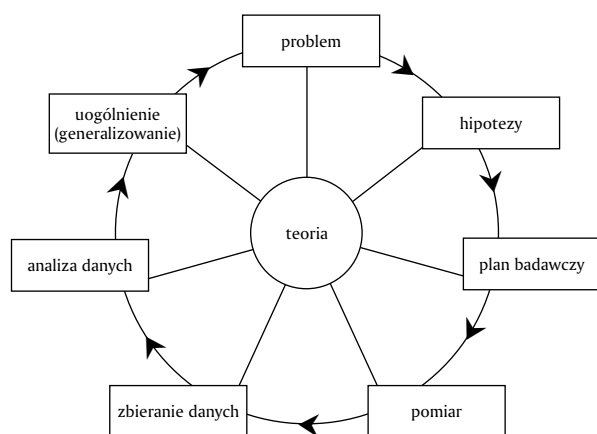 problem
hipotezy
plan badawczy
pomiar
zbieranie danych
analiza danych
uogólnienie
(generalizowanie)
teoria